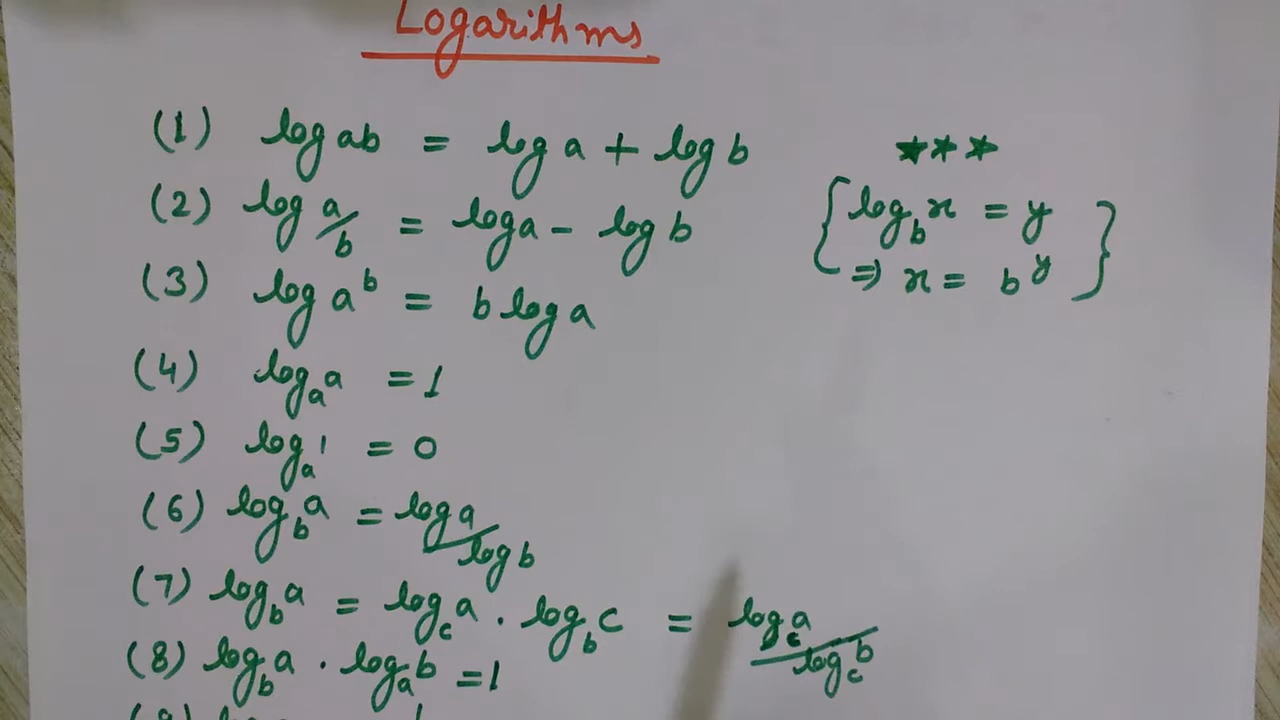 Logarithms
(1) log ab = log a + log b
(2) log a/b = log a - log b
(3) log a^b = b log a
(4) log_a a = 1
(5) log_a 1 = 0
(6) log_b a = log a / log b
(7) log_b a = log_c a . log_b c = log_c a / log_c b
(8) log_b a . log_a b = 1
★★★
{ log_b x = y
⇒ x = b^y }